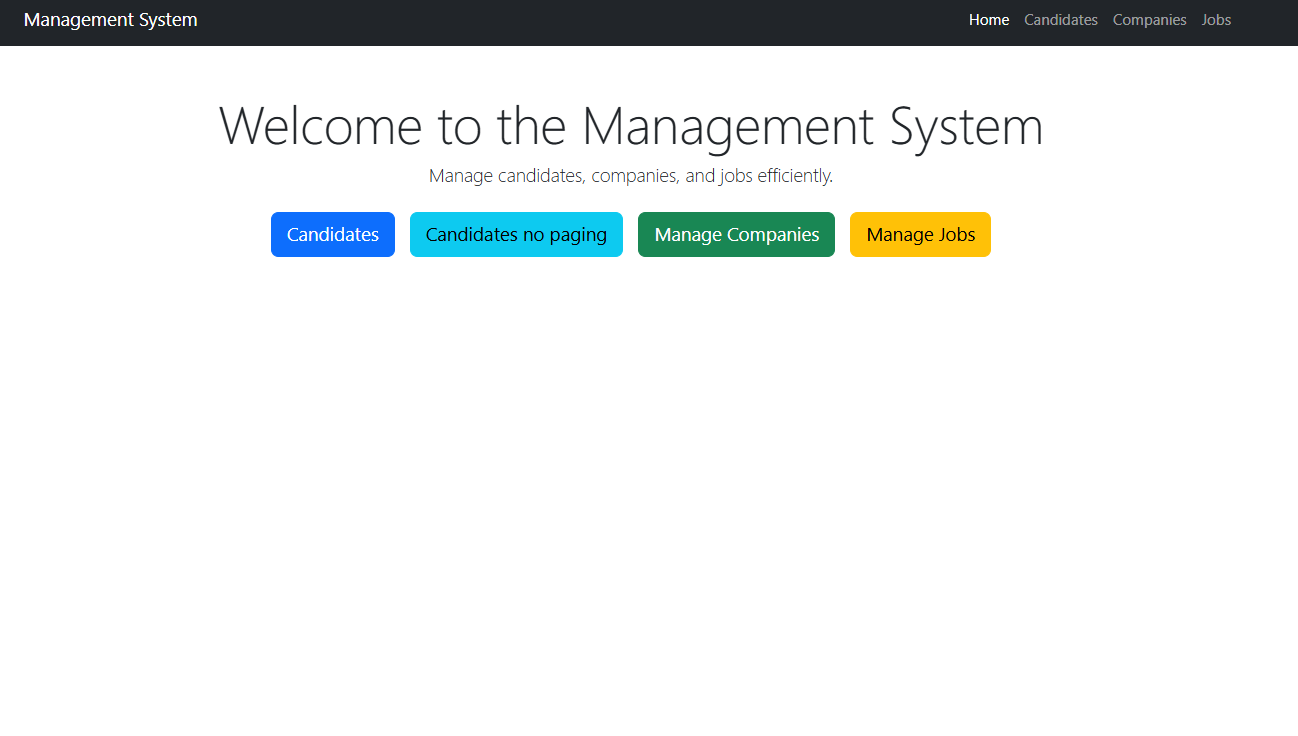 Management System
Home Candidates Companies Jobs
Welcome to the Management System
Manage candidates, companies, and jobs efficiently.
Candidates
Candidates no paging
Manage Companies
Manage Jobs